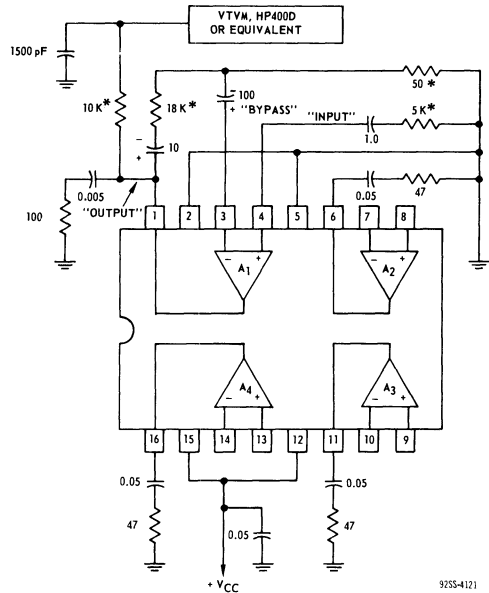 VTVM, HP400D
OR EQUIVALENT
1500 pF
10 K*
18 K*
-
100
+ "BYPASS"
"INPUT"
50 *
5 K*
1.0
-
+
10
0.005
"OUTPUT"
100
0.05
47
1
2
3
4
5
6
7
8
- +
A1
- +
A2
A4
- +
A3
- +
16
15
14
13
12
11
10
9
0.05
47
0.05
0.05
47
+ VCC
92SS-4121